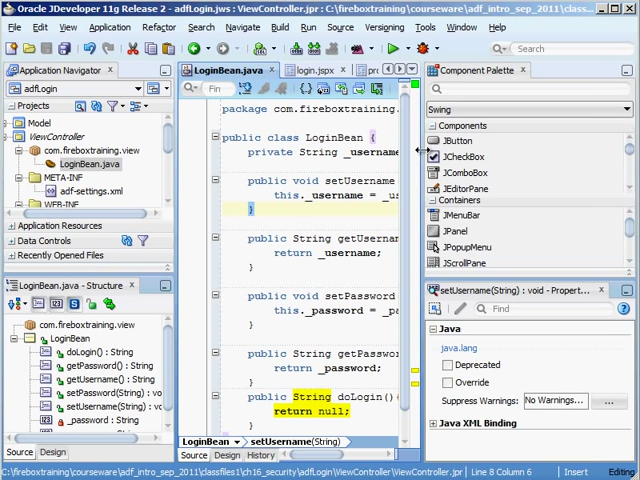 Oracle JDeveloper 11g Release 2 - adfLogin.jws : ViewController.jpr : C:\fireboxtraining\courseware\adf_intro_sep_2011\class...
File Edit View Application Refactor Search Navigate Build Run Source Versioning Tools Window Help
Application Navigator
adfLogin
Projects
Model
ViewController
com.fireboxtraining.view
LoginBean.java
META-INF
adf-settings.xml
WEB-INF
Application Resources
Data Controls
Recently Opened Files
LoginBean.java - Structure
com.fireboxtraining.view
LoginBean
doLogin() : String
getPassword() : String
getUsername() : String
setPassword(String) : void
setUsername(String) : void
_password : String
Source Design
LoginBean.java
login.jspx
Fin
package com.fireboxtraining.
public class LoginBean {
private String _username
public void setUsername
this._username = _us
}
public String getUsernam
return _username;
}
public void setPassword
this._password = _pa
}
public String getPasswo
return _password;
}
public String doLogin(){
return null;
}
LoginBean setUsername(String)
Source Design History
Component Palette
Swing
Components
JButton
JCheckBox
JComboBox
JEditorPane
Containers
JMenuBar
JPanel
JPopupMenu
JScrollPane
setUsername(String) : void - Propert...
Find
Java
java.lang
Deprecated
Override
Suppress Warnings: No Warnings... ...
Java XML Binding
C:\fireboxtraining\courseware\adf_intro_sep_2011\classfiles1\ch16_security\adfLogin\ViewController\ViewController.jpr Line 8 Column 6 Insert Editing